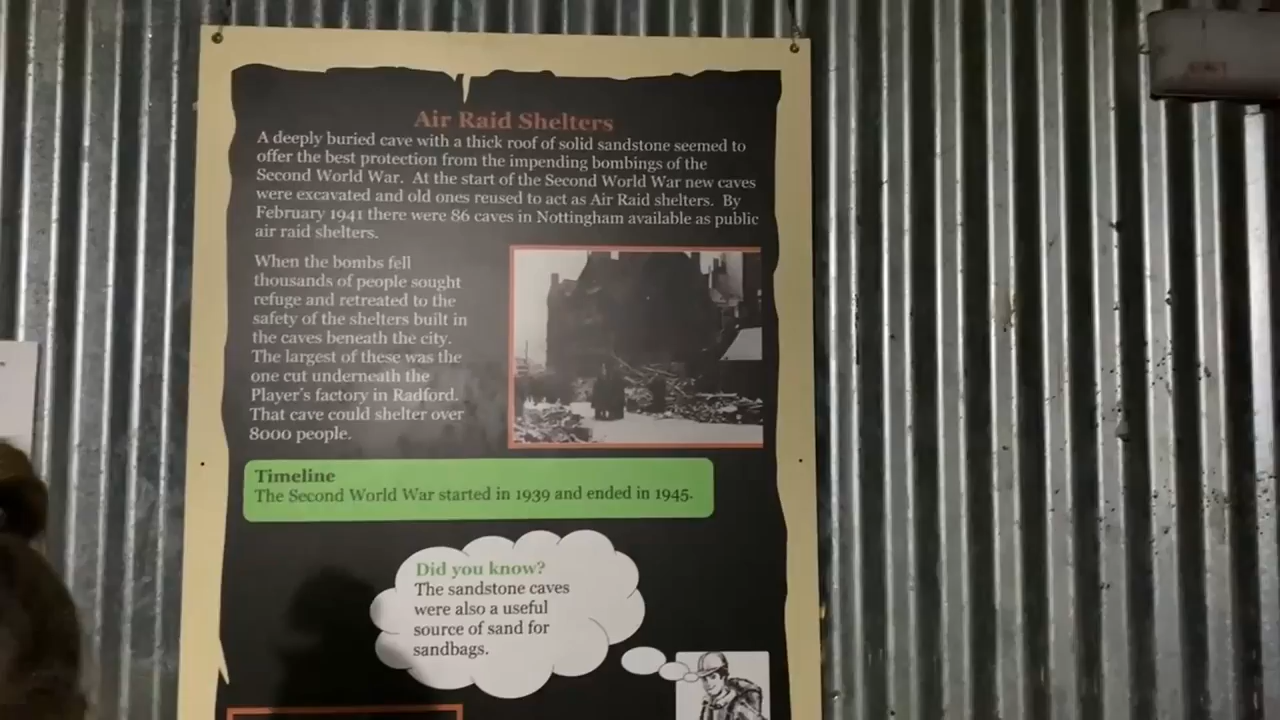 Air Raid Shelters
A deeply buried cave with a thick roof of solid sandstone seemed to
offer the best protection from the impending bombings of the
Second World War. At the start of the Second World War new caves
were excavated and old ones reused to act as Air Raid shelters. By
February 1941 there were 86 caves in Nottingham available as public
air raid shelters.
When the bombs fell
thousands of people sought
refuge and retreated to the
safety of the shelters built in
the caves beneath the city.
The largest of these was the
one cut underneath the
Player's factory in Radford.
That cave could shelter over
8000 people.
Timeline
The Second World War started in 1939 and ended in 1945.
Did you know?
The sandstone caves
were also a useful
source of sand for
sandbags.